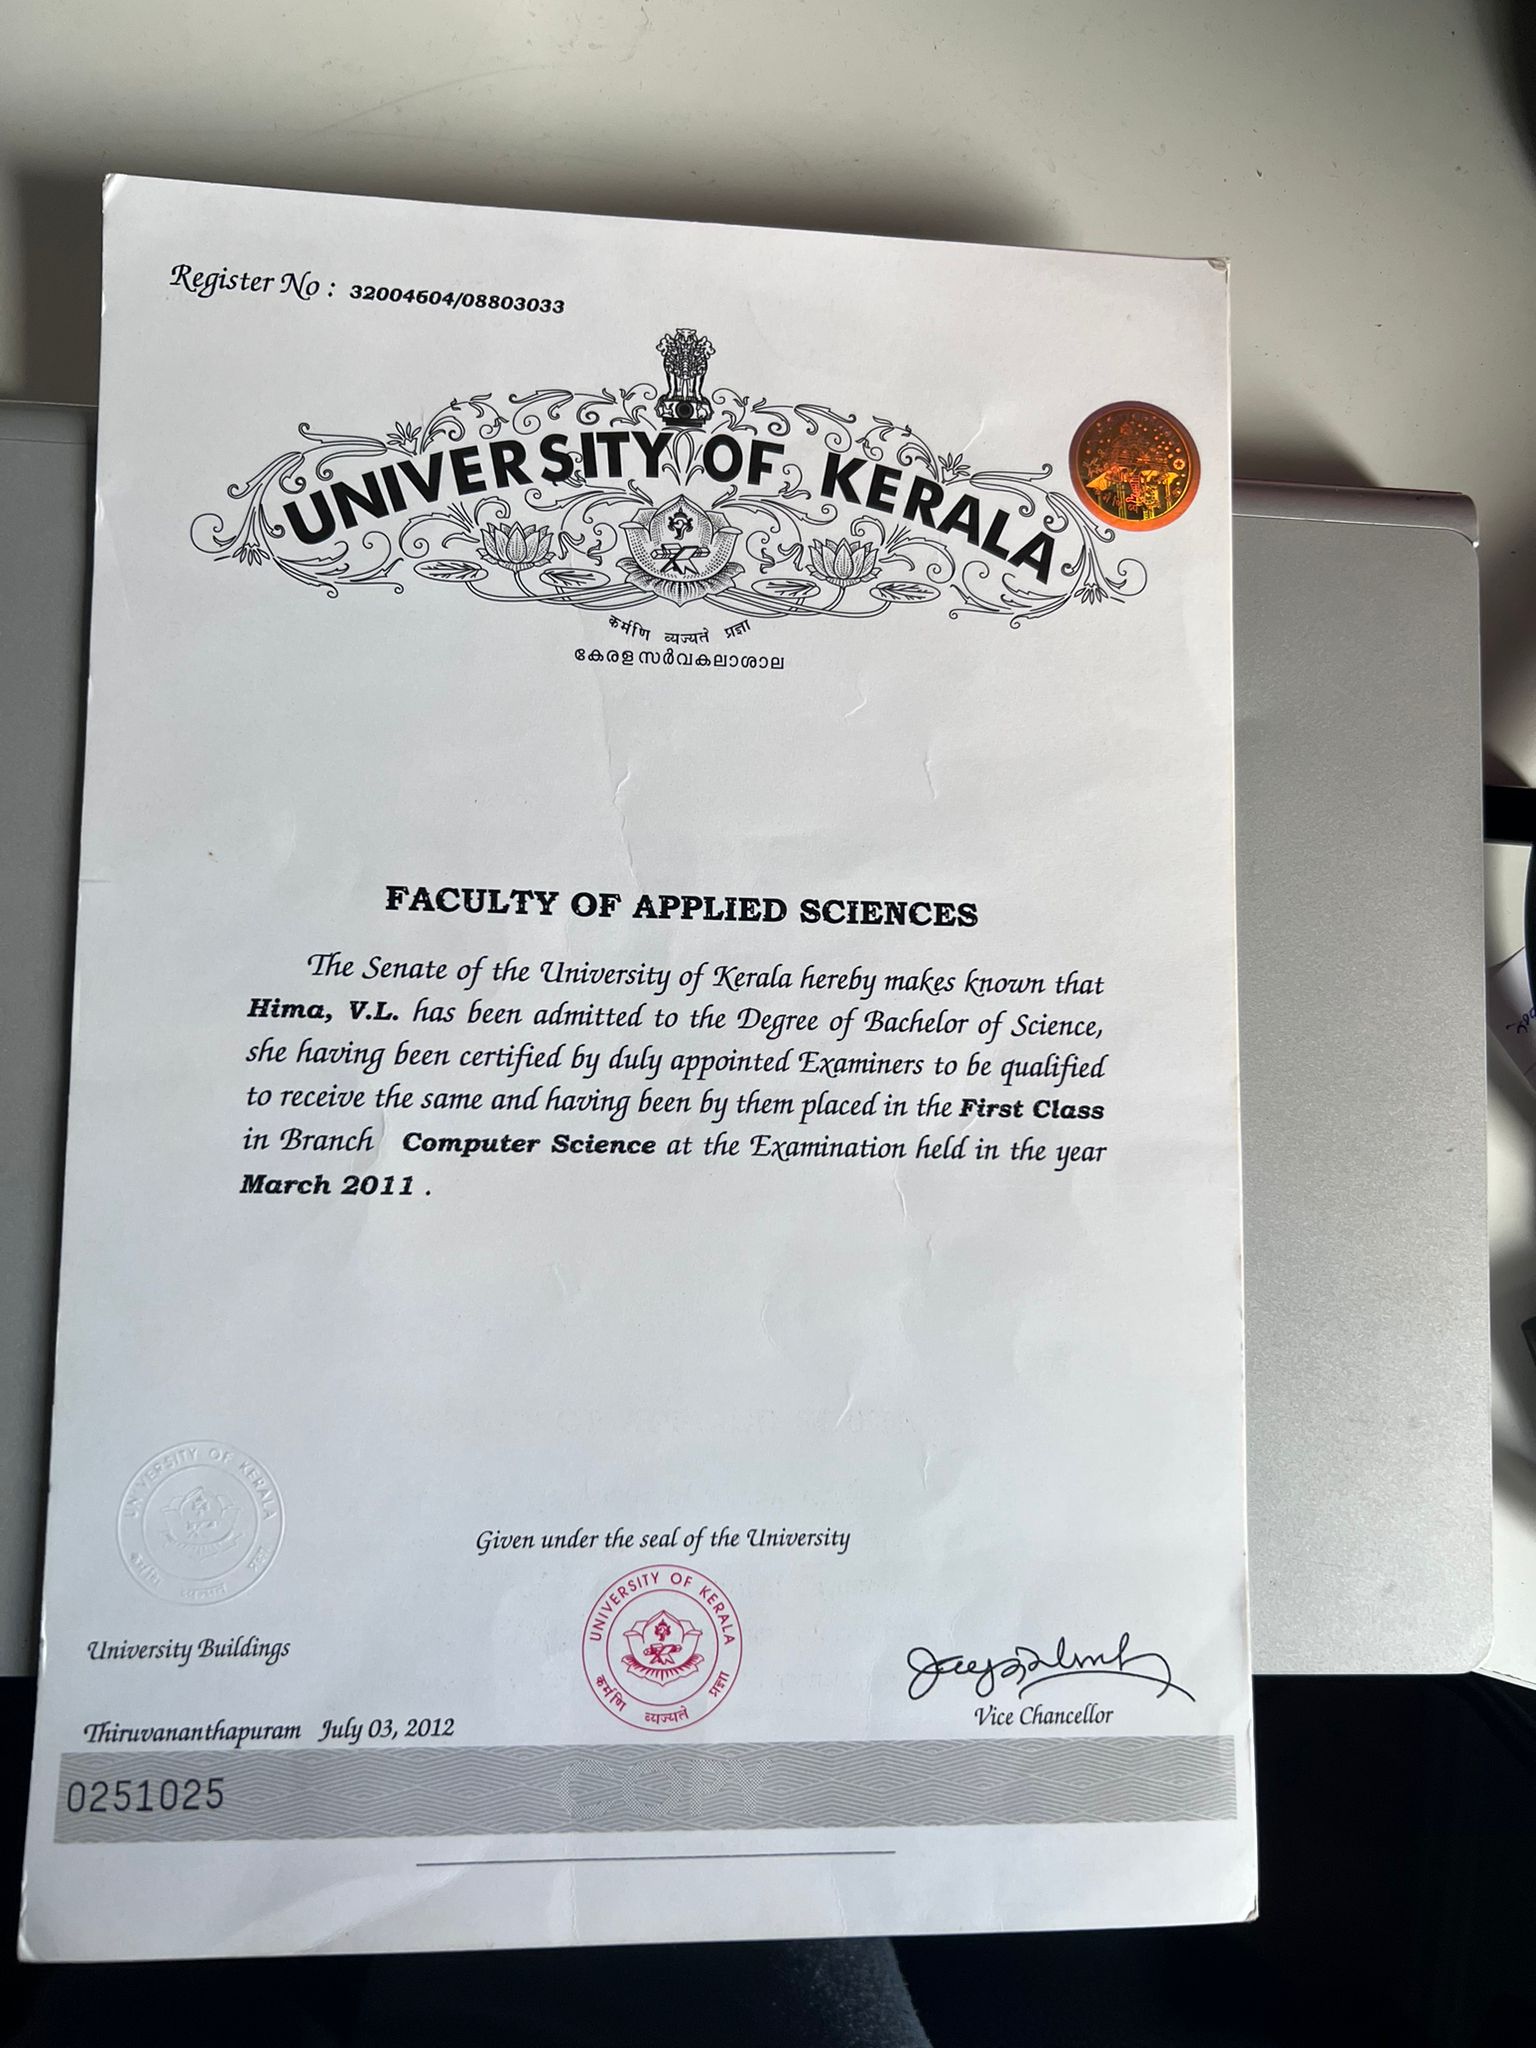 Register No : 32004604/08803033
UNIVERSITY OF KERALA
कर्मणि व्यज्यते प्रज्ञा
കേരള സർവകലാശാല
FACULTY OF APPLIED SCIENCES
The Senate of the University of Kerala hereby makes known that
Hima, V.L. has been admitted to the Degree of Bachelor of Science,
she having been certified by duly appointed Examiners to be qualified
to receive the same and having been by them placed in the First Class
in Branch Computer Science at the Examination held in the year
March 2011 .
UNIVERSITY OF KERALA
कर्मणि व्यज्यते प्रज्ञा
Given under the seal of the University
UNIVERSITY OF KERALA
कर्मणि व्यज्यते प्रज्ञा
University Buildings
Vice Chancellor
Thiruvananthapuram July 03, 2012
0251025
COPY